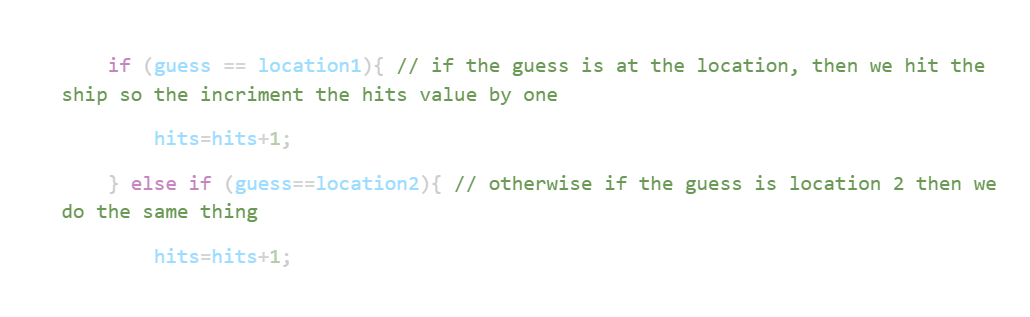 if (guess == location1){ // if the guess is at the location, then we hit the
ship so the incriment the hits value by one
hits=hits+1;
} else if (guess==location2){ // otherwise if the guess is location 2 then we
do the same thing
hits=hits+1;